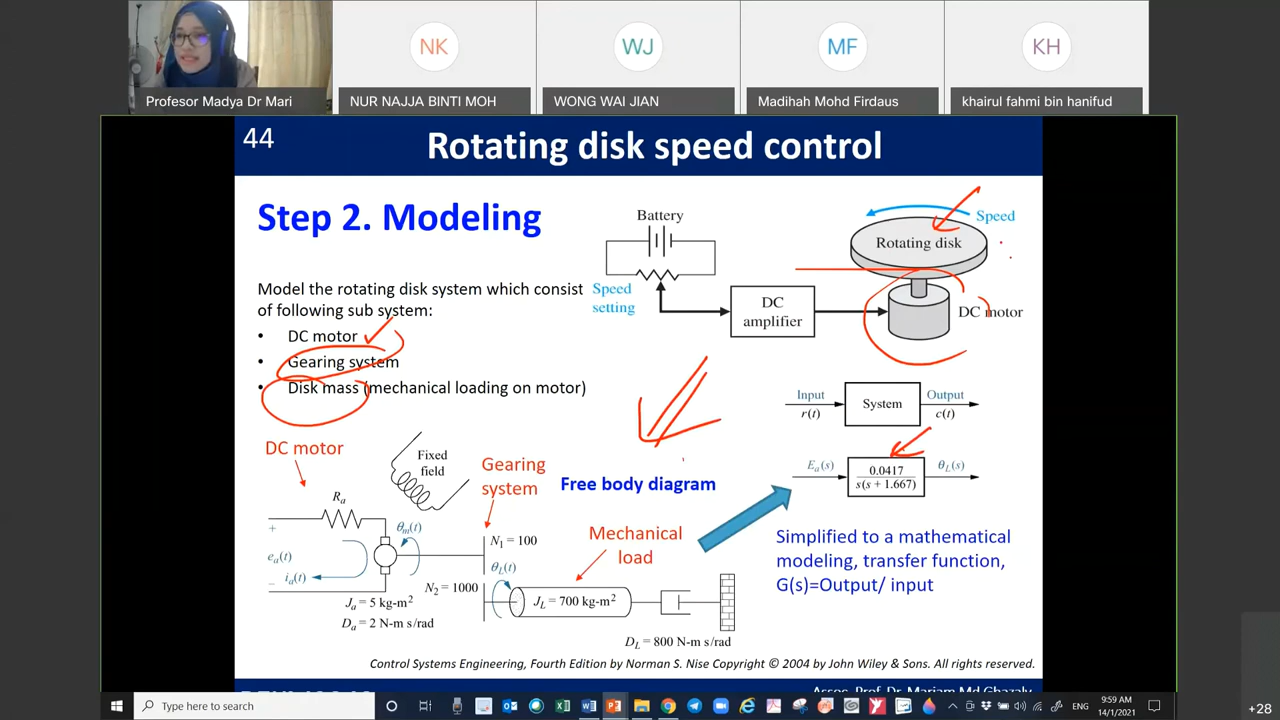 NK
WJ
MF
KH
Profesor Madya Dr Mari
NUR NAJJA BINTI MOH
WONG WAI JIAN
Madihah Mohd Firdaus
khairul fahmi bin hanifud
44
Rotating disk speed control
Step 2. Modeling
Battery
Speed
Rotating disk
Speed
setting
DC
amplifier
DC motor
Model the rotating disk system which consist
of following sub system:
• DC motor
• Gearing system
• Disk mass (mechanical loading on motor)
Input
r(t)
System
Output
c(t)
Eₐ(s)
0.0417
s(s + 1.667)
θL(s)
DC motor
Fixed
field
Gearing
system
Free body diagram
Mechanical
load
Rₐ
+
θₘ(t)
eₐ(t)
iₐ(t)
−
N₁ = 100
θL(t)
N₂ = 1000
Jₐ = 5 kg-m²
Dₐ = 2 N-m s/rad
JL = 700 kg-m²
DL = 800 N-m s/rad
Simplified to a mathematical
modeling, transfer function,
G(s)=Output/ input
Control Systems Engineering, Fourth Edition by Norman S. Nise Copyright © 2004 by John Wiley & Sons. All rights reserved.
Assoc. Prof. Dr. Mariam Md Ghazaly
Type here to search
ENG
9:59 AM
14/1/2021
+28